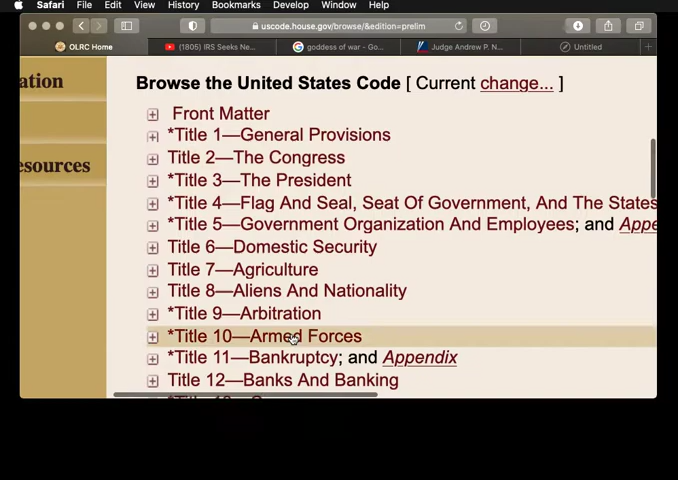 Safari File Edit View History Bookmarks Develop Window Help
uscode.house.gov/browse/&edition=prelim
OLRC Home (1805) IRS Seeks Ne... goddess of war - Go... Judge Andrew P. N... Untitled
ation
esources
Browse the United States Code [ Current change... ]
Front Matter
*Title 1—General Provisions
Title 2—The Congress
*Title 3—The President
*Title 4—Flag And Seal, Seat Of Government, And The States
*Title 5—Government Organization And Employees; and Appe
Title 6—Domestic Security
Title 7—Agriculture
Title 8—Aliens And Nationality
*Title 9—Arbitration
*Title 10—Armed Forces
*Title 11—Bankruptcy; and Appendix
Title 12—Banks And Banking